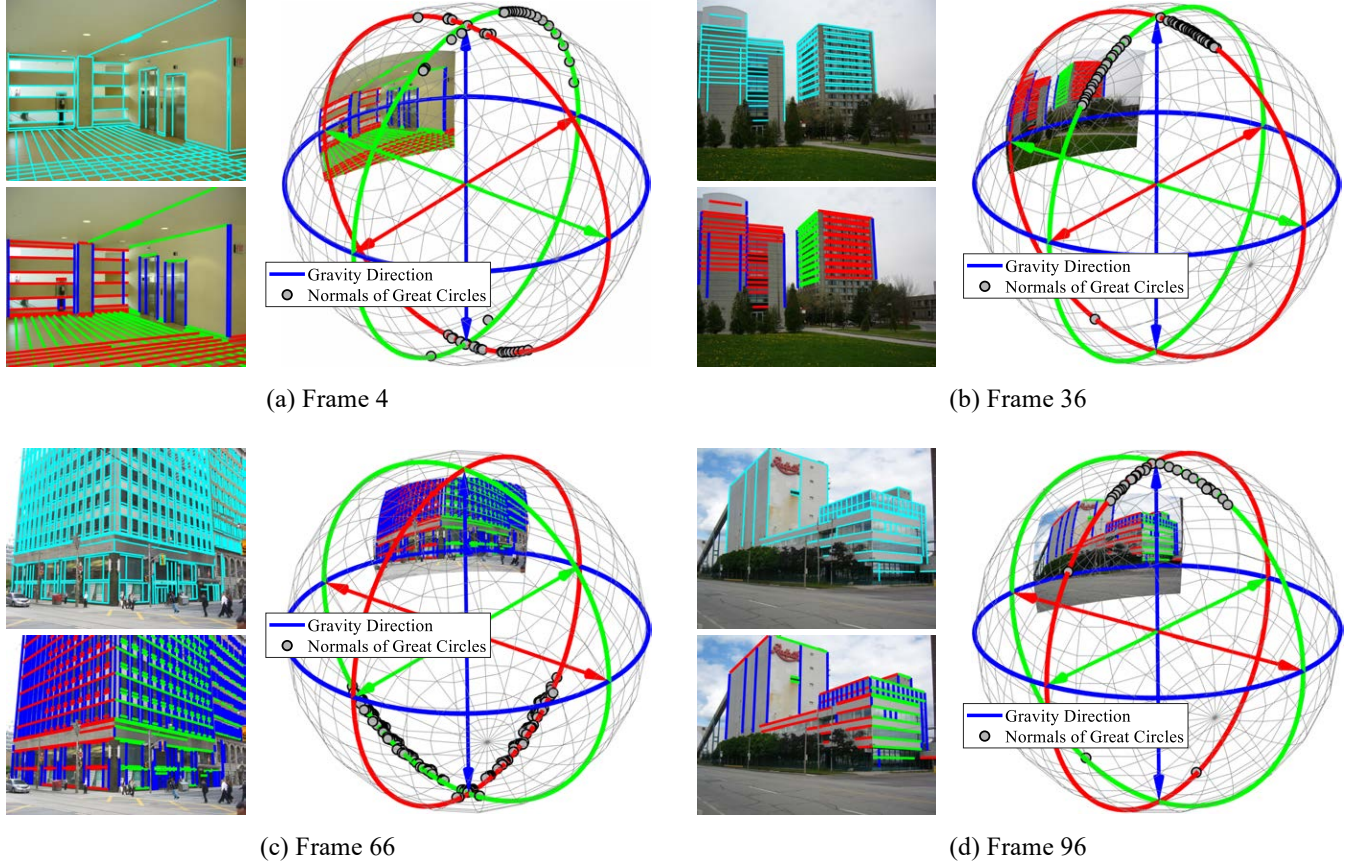 Gravity Direction
Normals of Great Circles
(a) Frame 4
Gravity Direction
Normals of Great Circles
(b) Frame 36
Gravity Direction
Normals of Great Circles
(c) Frame 66
Gravity Direction
Normals of Great Circles
(d) Frame 96